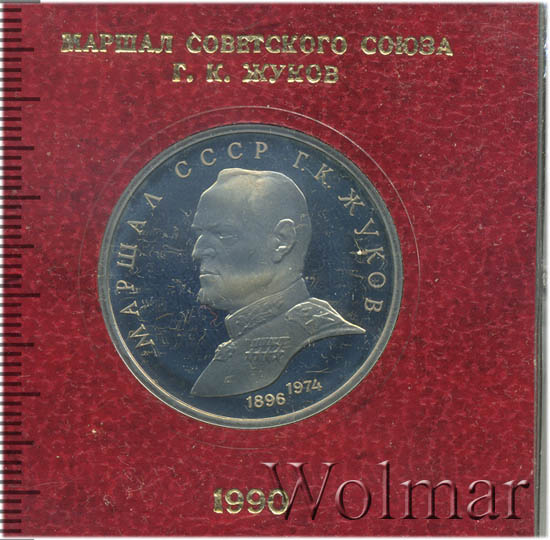 МАРШАЛ СОВЕТСКОГО СОЮЗА
Г. К. ЖУКОВ
МАРШАЛ СССР Г.К. ЖУКОВ
1896 1974
1990
Wolmar